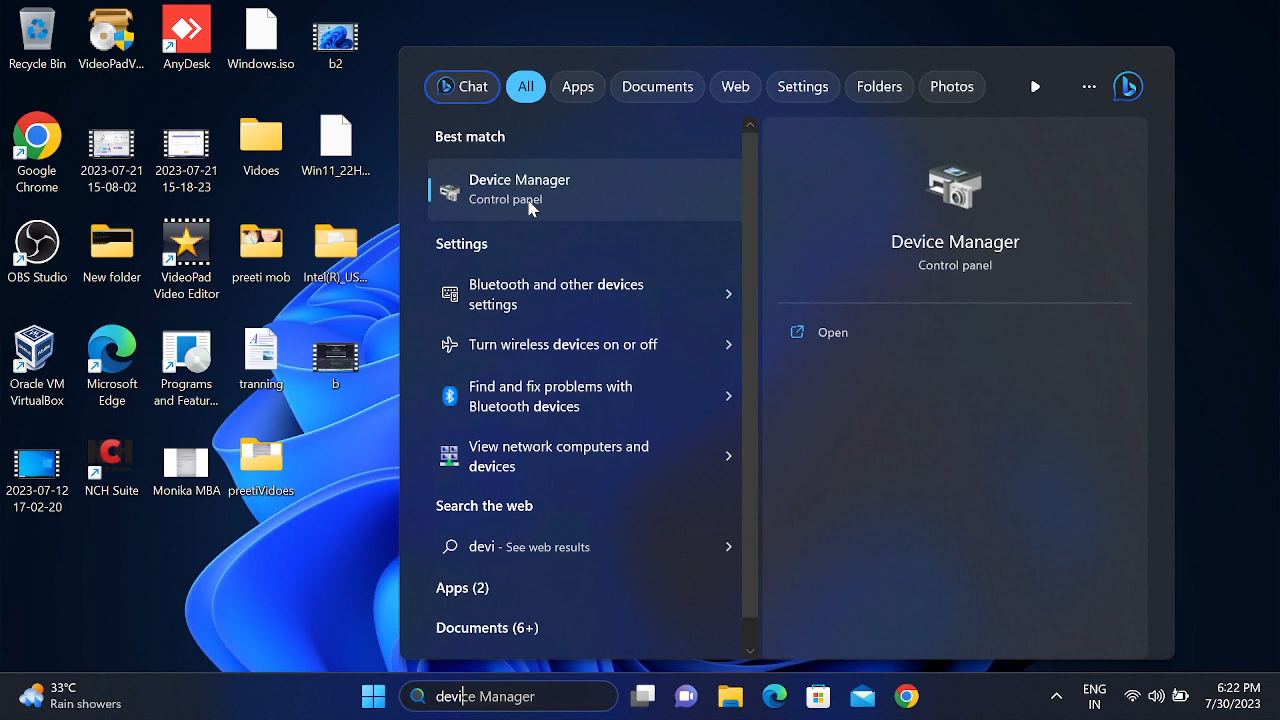 Recycle Bin
VideoPadV...
AnyDesk
Windows.iso
b2
Google
Chrome
2023-07-21
15-08-02
2023-07-21
15-18-23
Vidoes
Win11_22H...
OBS Studio
New folder
VideoPad
Video Editor
preeti mob
Intel(R)_US...
Oracle VM
VirtualBox
Microsoft
Edge
Programs
and Featur...
tranning
b
2023-07-12
17-02-20
NCH
NCH Suite
Monika MBA
preetiVidoes
Chat
All
Apps
Documents
Web
Settings
Folders
Photos
Best match
Device Manager
Control panel
Settings
Bluetooth and other devices
settings
Turn wireless devices on or off
Find and fix problems with
Bluetooth devices
View network computers and
devices
Search the web
devi - See web results
Apps (2)
Documents (6+)
Device Manager
Control panel
Open
33°C
Rain showers
device Manager
ENG
IN
6:22 PM
7/30/2023